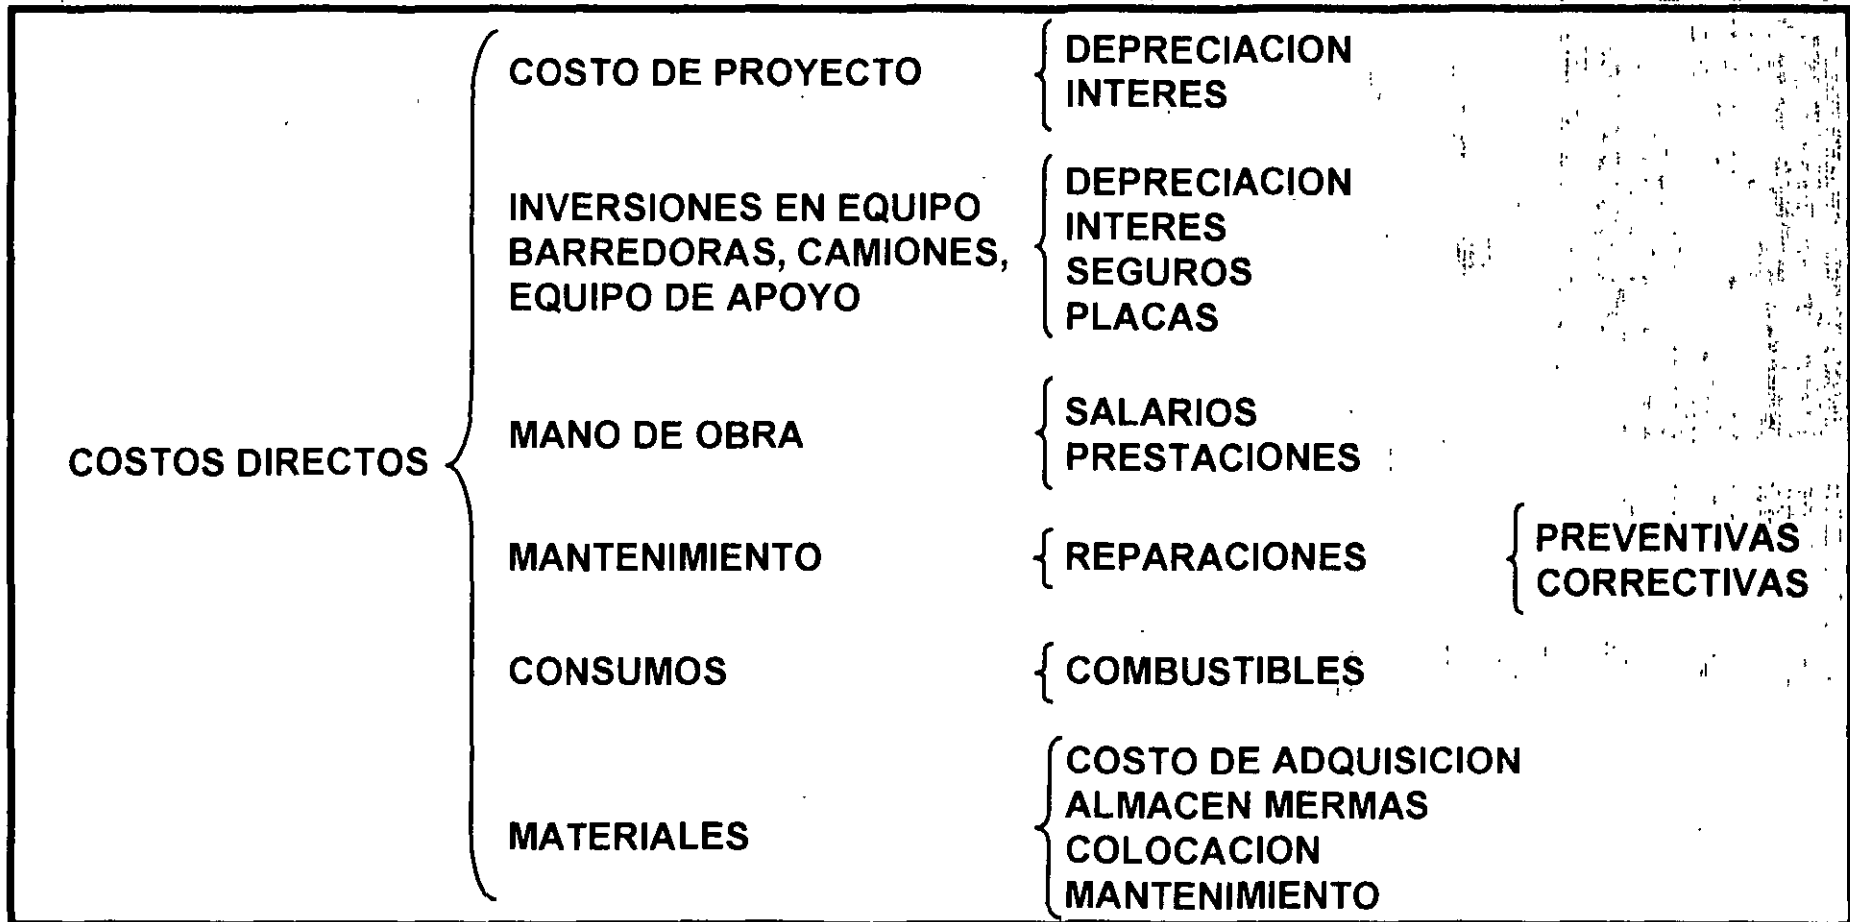 COSTOS DIRECTOS
COSTO DE PROYECTO
DEPRECIACION
INTERES
INVERSIONES EN EQUIPO
BARREDORAS, CAMIONES,
EQUIPO DE APOYO
DEPRECIACION
INTERES
SEGUROS
PLACAS
MANO DE OBRA
SALARIOS
PRESTACIONES
MANTENIMIENTO
REPARACIONES
PREVENTIVAS
CORRECTIVAS
CONSUMOS
COMBUSTIBLES
MATERIALES
COSTO DE ADQUISICION
ALMACEN MERMAS
COLOCACION
MANTENIMIENTO